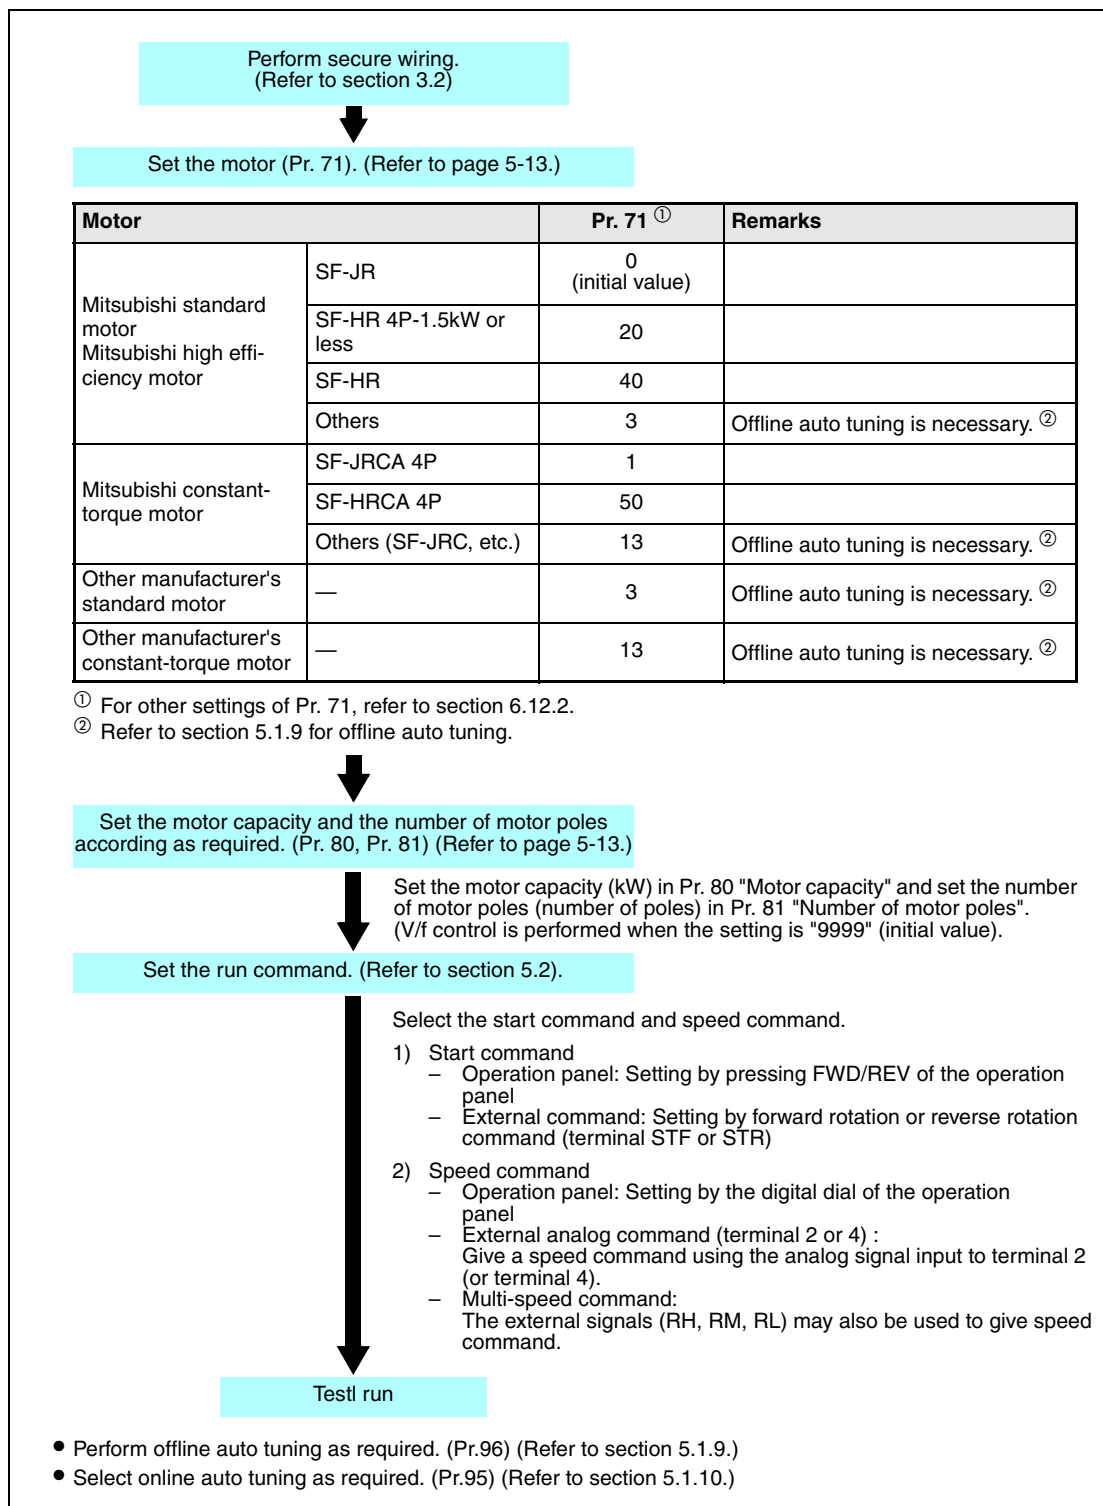 Perform secure wiring.
(Refer to section 3.2)
Set the motor (Pr. 71). (Refer to page 5-13.)
Motor Pr. 71 ① Remarks
Mitsubishi standard
motor
Mitsubishi high effi-
ciency motor
SF-JR 0
(initial value)
SF-HR 4P-1.5kW or
less 20
SF-HR 40
Others 3 Offline auto tuning is necessary. ②
Mitsubishi constant-
torque motor
SF-JRCA 4P 1
SF-HRCA 4P 50
Others (SF-JRC, etc.) 13 Offline auto tuning is necessary. ②
Other manufacturer's
standard motor — 3 Offline auto tuning is necessary. ②
Other manufacturer's
constant-torque motor — 13 Offline auto tuning is necessary. ②
① For other settings of Pr. 71, refer to section 6.12.2.
② Refer to section 5.1.9 for offline auto tuning.
Set the motor capacity and the number of motor poles
according as required. (Pr. 80, Pr. 81) (Refer to page 5-13.)
Set the motor capacity (kW) in Pr. 80 "Motor capacity" and set the number
of motor poles (number of poles) in Pr. 81 "Number of motor poles".
(V/f control is performed when the setting is "9999" (initial value).
Set the run command. (Refer to section 5.2).
Select the start command and speed command.
1) Start command
– Operation panel: Setting by pressing FWD/REV of the operation
panel
– External command: Setting by forward rotation or reverse rotation
command (terminal STF or STR)
2) Speed command
– Operation panel: Setting by the digital dial of the operation
panel
– External analog command (terminal 2 or 4) :
Give a speed command using the analog signal input to terminal 2
(or terminal 4).
– Multi-speed command:
The external signals (RH, RM, RL) may also be used to give speed
command.
Testl run
● Perform offline auto tuning as required. (Pr.96) (Refer to section 5.1.9.)
● Select online auto tuning as required. (Pr.95) (Refer to section 5.1.10.)